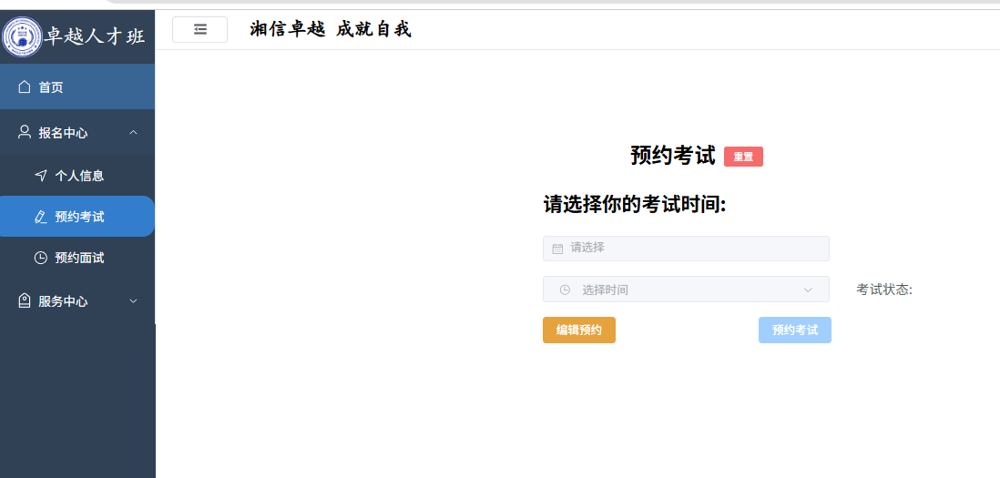 卓越人才班
湘信卓越 成就自我
首页
报名中心
个人信息
预约考试
预约面试
服务中心
预约考试 重置
请选择你的考试时间:
请选择
选择时间
考试状态:
编辑预约 预约考试